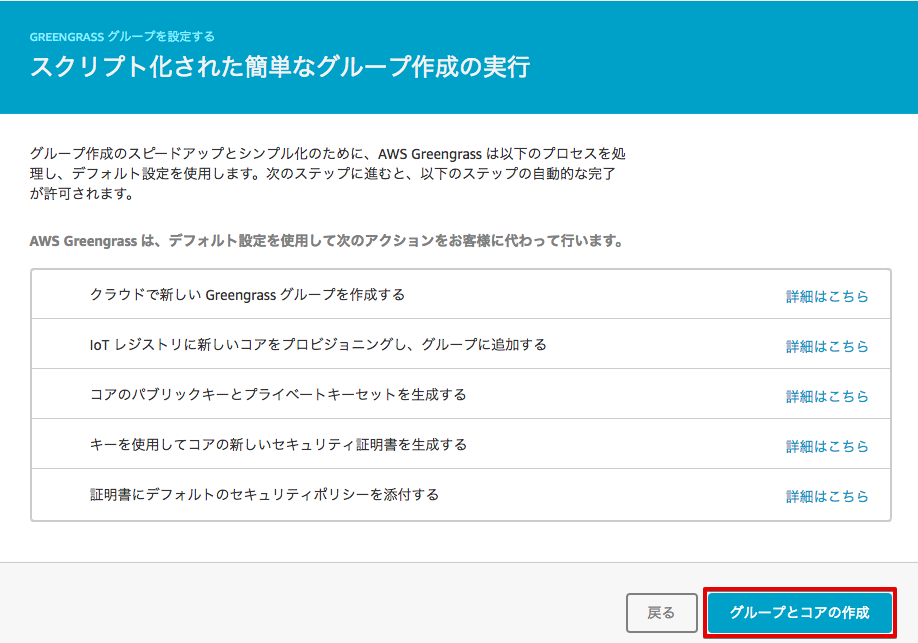 GREENGRASS グループを設定する
スクリプト化された簡単なグループ作成の実行
グループ作成のスピードアップとシンプル化のために、AWS Greengrass は以下のプロセスを処
理し、デフォルト設定を使用します。次のステップに進むと、以下のステップの自動的な完了
が許可されます。
AWS Greengrass は、デフォルト設定を使用して次のアクションをお客様に代わって行います。
クラウドで新しい Greengrass グループを作成する 詳細はこちら
IoT レジストリに新しいコアをプロビジョニングし、グループに追加する 詳細はこちら
コアのパブリックキーとプライベートキーセットを生成する 詳細はこちら
キーを使用してコアの新しいセキュリティ証明書を生成する 詳細はこちら
証明書にデフォルトのセキュリティポリシーを添付する 詳細はこちら
戻る グループとコアの作成